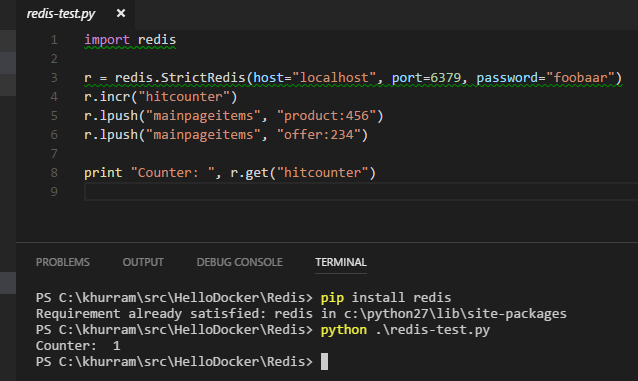 redis-test.py ×
1 import redis
2
3 r = redis.StrictRedis(host="localhost", port=6379, password="foobaar")
4 r.incr("hitcounter")
5 r.lpush("mainpageitems", "product:456")
6 r.lpush("mainpageitems", "offer:234")
7
8 print "Counter: ", r.get("hitcounter")
9
PROBLEMS OUTPUT DEBUG CONSOLE TERMINAL
PS C:\khurram\src\HelloDocker\Redis> pip install redis
Requirement already satisfied: redis in c:\python27\lib\site-packages
PS C:\khurram\src\HelloDocker\Redis> python .\redis-test.py
Counter:  1
PS C:\khurram\src\HelloDocker\Redis>